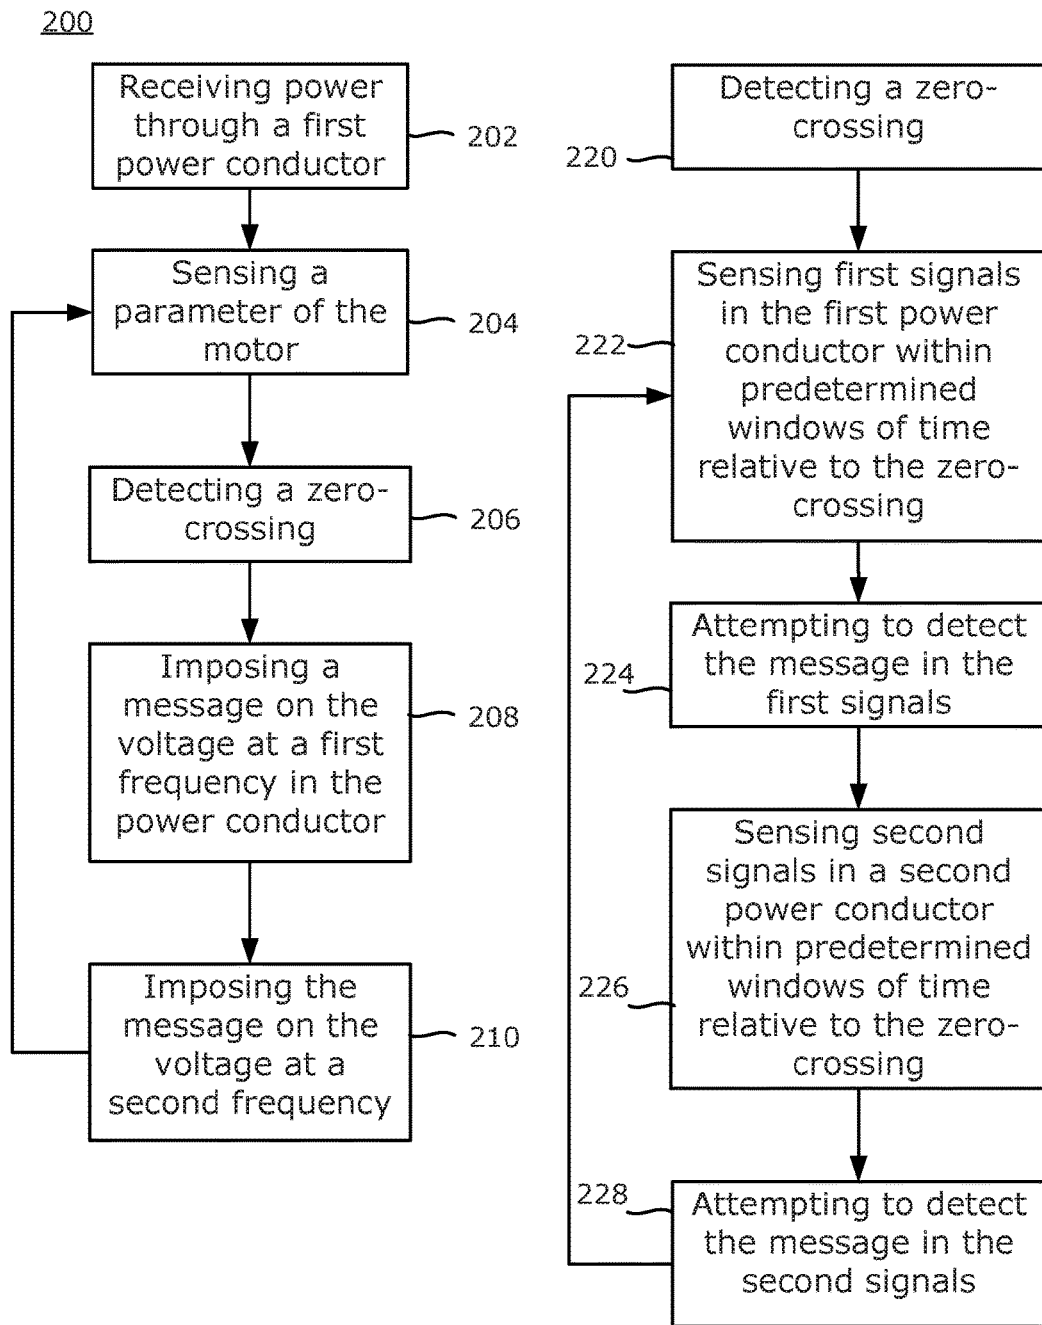 200
Receiving power
through a first
power conductor
202
Sensing a
parameter of the
motor
204
Detecting a zero-
crossing
206
Imposing a
message on the
voltage at a first
frequency in the
power conductor
208
Imposing the
message on the
voltage at a
second frequency
210
Detecting a zero-
crossing
220
Sensing first signals
in the first power
conductor within
predetermined
windows of time
relative to the zero-
crossing
222
Attempting to detect
the message in the
first signals
224
Sensing second
signals in a second
power conductor
within predetermined
windows of time
relative to the zero-
crossing
226
Attempting to detect
the message in the
second signals
228